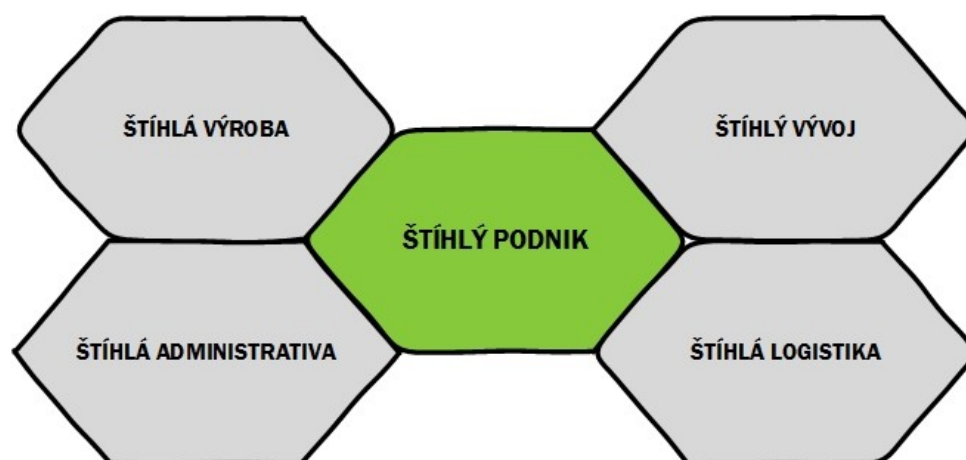 ŠTÍHLÁ VÝROBA
ŠTÍHLÝ VÝVOJ
ŠTÍHLÝ PODNIK
ŠTÍHLÁ ADMINISTRATIVA
ŠTÍHLÁ LOGISTIKA